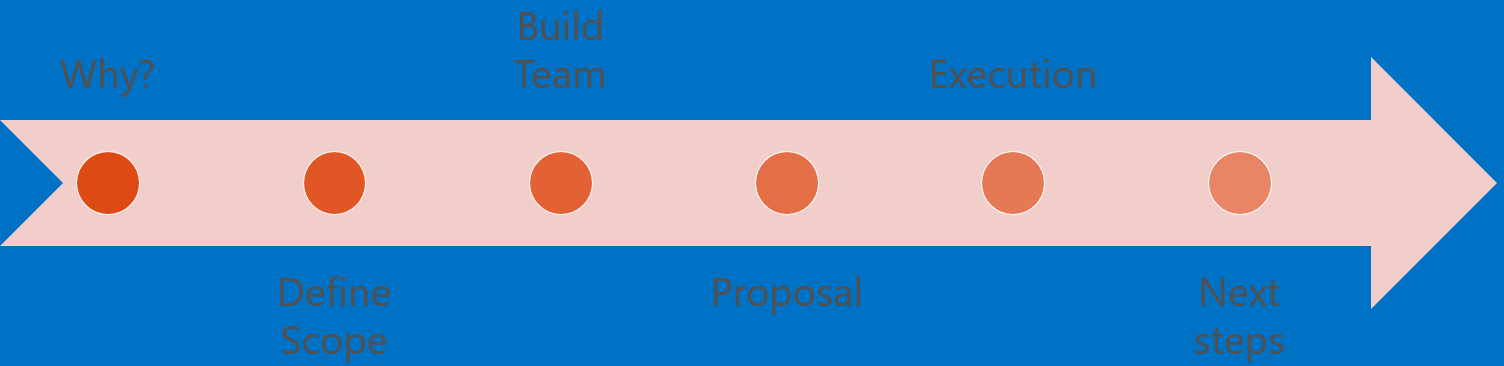 Why?
Define
Scope
Build
Team
Proposal
Execution
Next
steps